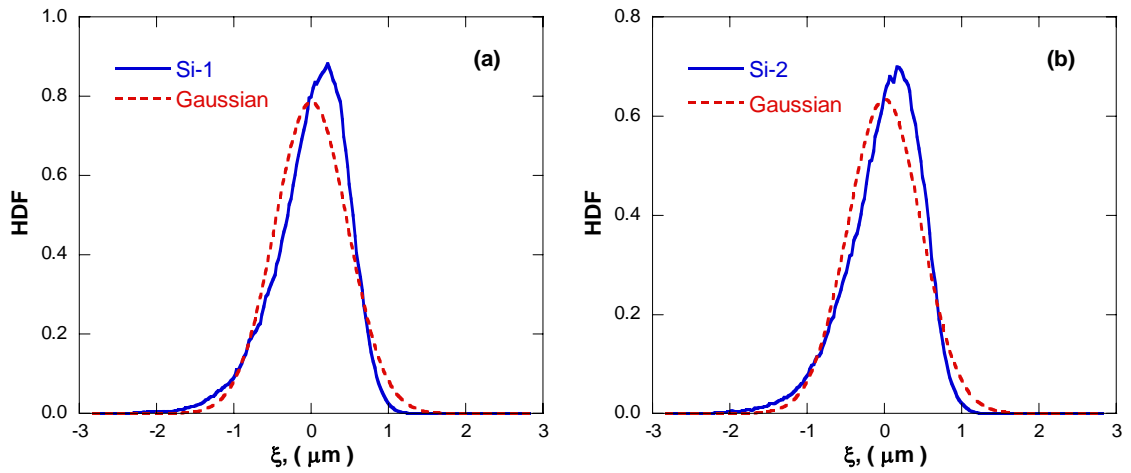 1.0
0.8
0.6
0.4
0.2
0.0
HDF
Si-1
Gaussian
(a)
-3 -2 -1 0 1 2 3
ξ, ( μm )
0.8
0.6
0.4
0.2
0.0
HDF
Si-2
Gaussian
(b)
-3 -2 -1 0 1 2 3
ξ, ( μm )